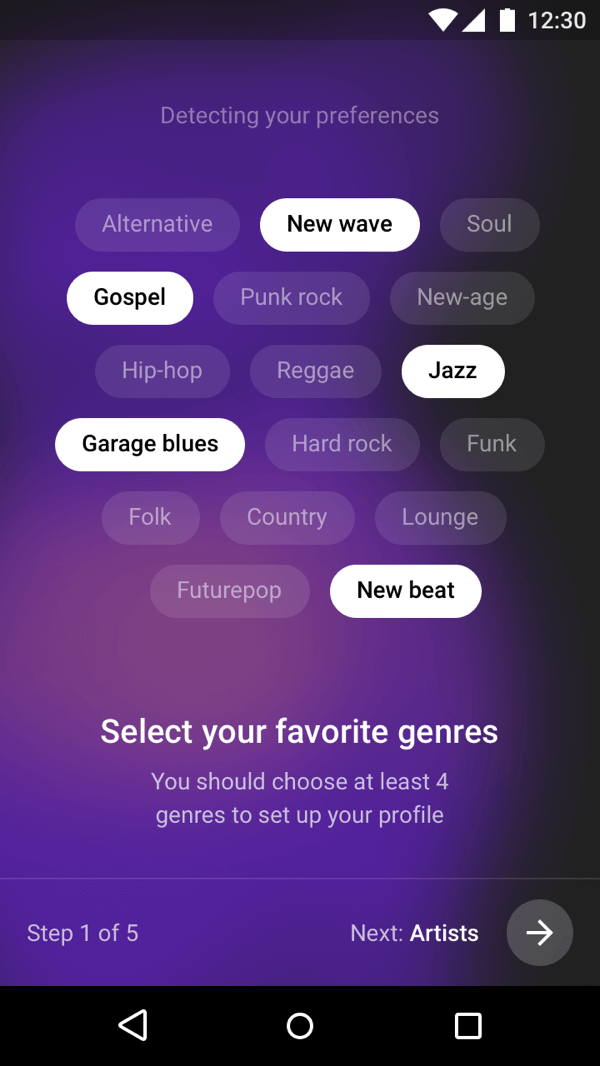 12:30
Detecting your preferences
Alternative New wave Soul
Gospel Punk rock New-age
Hip-hop Reggae Jazz
Garage blues Hard rock Funk
Folk Country Lounge
Futurepop New beat
Select your favorite genres
You should choose at least 4
genres to set up your profile
Step 1 of 5 Next: Artists